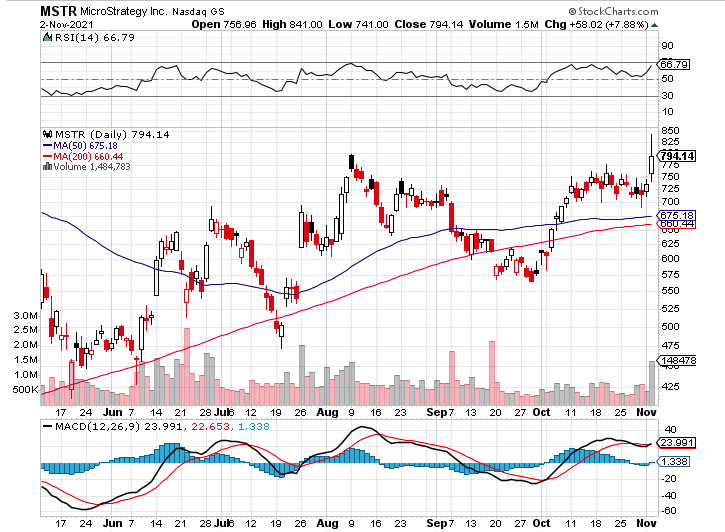 MSTR MicroStrategy Inc. Nasdaq GS © StockCharts.com
2-Nov-2021 Open 756.96 High 841.00 Low 741.00 Close 794.14 Volume 1.5M Chg +58.02 (+7.88%)
RSI(14) 66.79
90
66.79
50
30
10
MSTR (Daily) 794.14
MA(50) 675.18
MA(200) 660.44
Volume 1,484,783
850
825
794.14
775
750
725
700
675.18
660.44
650
625
600
575
550
525
500
475
450
425
148478
3.0M
2.5M
2.0M
1.5M
1.0M
500K
17 24 Jun 7 14 21 28 Jul 6 12 19 26 Aug 9 16 23 Sep 7 13 20 27 Oct 11 18 25 Nov
MACD(12,26,9) 23.991, 22.653, 1.338
40
23.991
1.338
-20
-40
-60
17 24 Jun 7 14 21 28 Jul 6 12 19 26 Aug 9 16 23 Sep 7 13 20 27 Oct 11 18 25 Nov